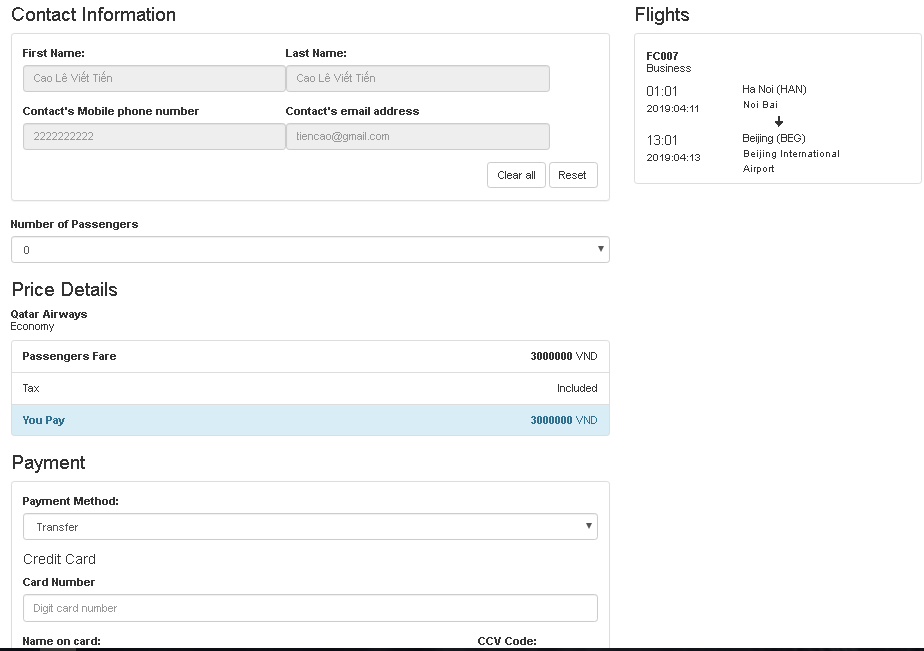 Contact Information
First Name:
Last Name:
Cao Lê Viết Tiến
Cao Lê Viết Tiến
Contact's Mobile phone number
Contact's email address
2222222222
tiencao@gmail.com
Clear all
Reset
Number of Passengers
0
Price Details
Qatar Airways
Economy
Passengers Fare
3000000 VND
Tax
Included
You Pay
3000000 VND
Payment
Payment Method:
Transfer
Credit Card
Card Number
Digit card number
Name on card:
CCV Code:
Flights
FC007
Business
01:01
Ha Noi (HAN)
2019:04:11
Noi Bai
13:01
Beijing (BEG)
2019:04:13
Beijing International
Airport